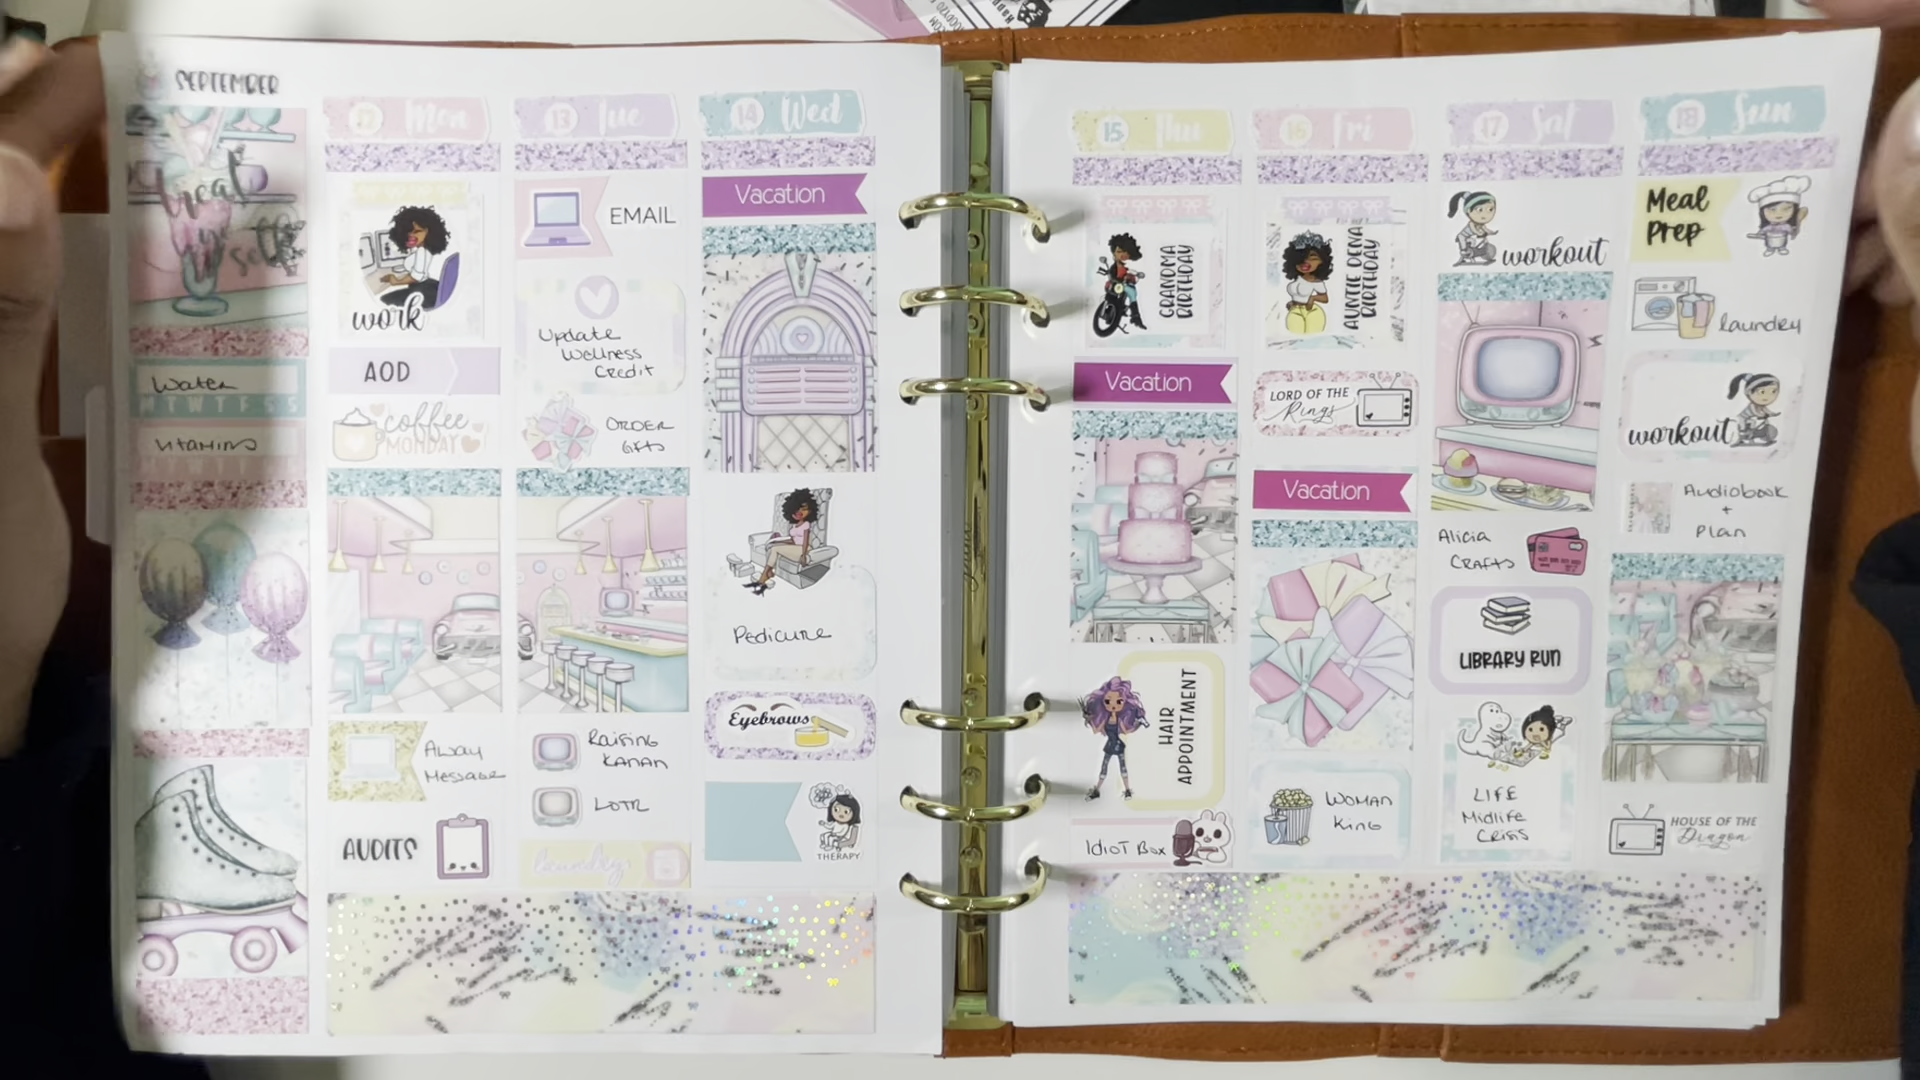 SEPTEMBER
treat
yo
self
Water
M T W T F S S
Vitamins
Mon
work
AOD
coffee
MONDAY
Away
Message
AUDITS
13 Tue
EMAIL
Update
Wellness
Credit
ORDER
Gifts
Raising
Kanan
LOTR
laundry
14 Wed
Vacation
Pedicure
Eyebrows
THERAPY
15 Thu
GRANDMA
BIRTHDAY
Vacation
HAIR
APPOINTMENT
Idiot Box
16 Fri
AUNTIE DENA
BIRTHDAY
LORD OF THE
Rings
Vacation
Woman
King
17 Sat
workout
Alicia
Crafts
LIBRARY RUN
LIFE
Midlife
Crisis
18 Sun
Meal
Prep
laundry
workout
Audiobook
+
Plan
HOUSE OF THE
Dragon